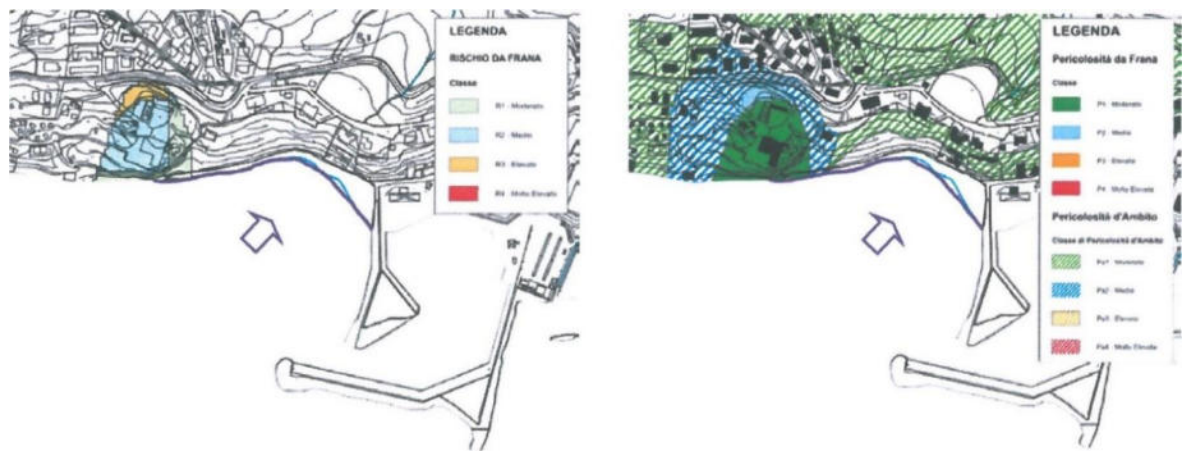 LEGENDA
RISCHIO DA FRANA
Classe
R1 - Moderato
R2 - Medio
R3 - Elevato
R4 - Molto Elevato
LEGENDA
Pericolosità da Frana
Classe
P1 - Moderato
P2 - Medio
P3 - Elevato
P4 - Molto Elevato
Pericolosità d'Ambito
Classe di Pericolosità d'Ambito
Pa1 - Moderato
Pa2 - Medio
Pa3 - Elevato
Pa4 - Molto Elevato